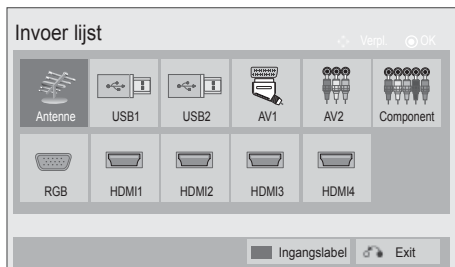 Invoer lijst
Verpl. OK
Antenne USB1 USB2 AV1 AV2 Component
RGB HDMI1 HDMI2 HDMI3 HDMI4
Ingangslabel Exit